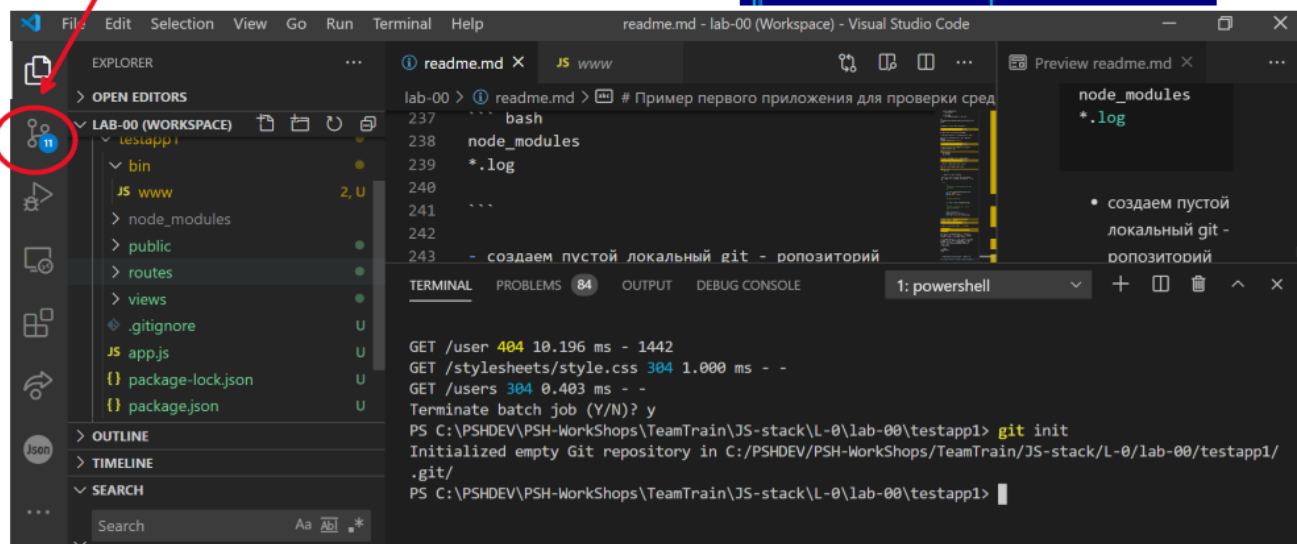 File Edit Selection View Go Run Terminal Help readme.md - lab-00 (Workspace) - Visual Studio Code
EXPLORER
OPEN EDITORS
LAB-00 (WORKSPACE)
11
testapp1
bin
JS www 2, U
node_modules
public
routes
views
.gitignore U
JS app.js U
{} package-lock.json U
{} package.json U
OUTLINE
TIMELINE
SEARCH
Search Aa Abl .*
Json
readme.md JS www
lab-00 > readme.md > # Пример первого приложения для проверки сред
237 ``` bash
238 node_modules
239 *.log
240
241 ```
242
243 - создаем пустой локальный git - ропозиторий
Preview readme.md
node_modules
*.log
• создаем пустой
локальный git -
ропозиторий
TERMINAL PROBLEMS 84 OUTPUT DEBUG CONSOLE 1: powershell
GET /user 404 10.196 ms - 1442
GET /stylesheets/style.css 304 1.000 ms - -
GET /users 304 0.403 ms - -
Terminate batch job (Y/N)? y
PS C:\PSHDEV\PSH-WorkShops\TeamTrain\JS-stack\L-0\lab-00\testapp1> git init
Initialized empty Git repository in C:/PSHDEV/PSH-WorkShops/TeamTrain/JS-stack/L-0/lab-00/testapp1/
.git/
PS C:\PSHDEV\PSH-WorkShops\TeamTrain\JS-stack\L-0\lab-00\testapp1>